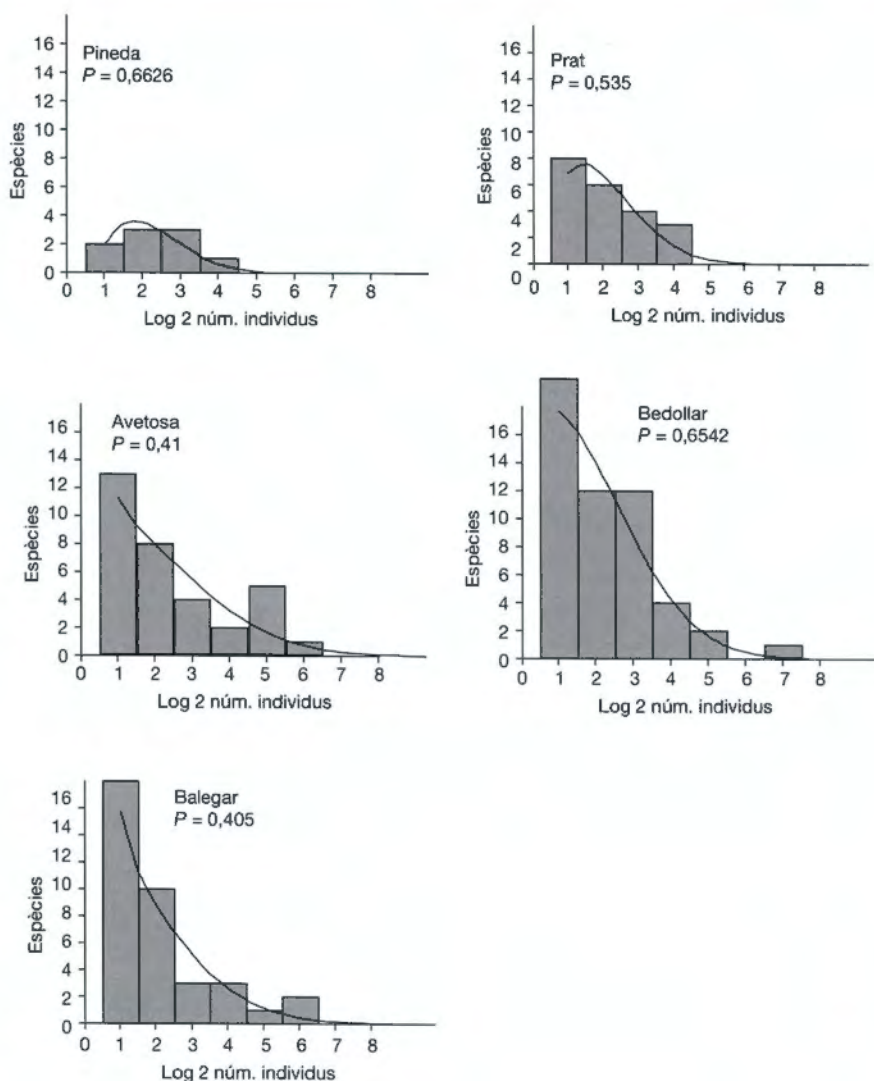 Pineda
P = 0,6626
16
14
12
10
8
6
4
2
0
Espècies
0 1 2 3 4 5 6 7 8
Log 2 núm. individus
Prat
P = 0,535
16
14
12
10
8
6
4
2
0
Espècies
0 1 2 3 4 5 6 7 8
Log 2 núm. individus
Avetosa
P = 0,41
16
14
12
10
8
6
4
2
0
Espècies
0 1 2 3 4 5 6 7 8
Log 2 núm. individus
Bedollar
P = 0,6542
16
14
12
10
8
6
4
2
0
Espècies
0 1 2 3 4 5 6 7 8
Log 2 núm. individus
Balegar
P = 0,405
16
14
12
10
8
6
4
2
0
Espècies
0 1 2 3 4 5 6 7 8
Log 2 núm. individus